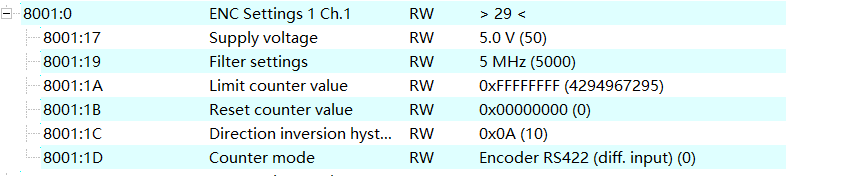 8001:0 ENC Settings 1 Ch.1 RW > 29 <
8001:17 Supply voltage RW 5.0 V (50)
8001:19 Filter settings RW 5 MHz (5000)
8001:1A Limit counter value RW 0xFFFFFFFF (4294967295)
8001:1B Reset counter value RW 0x00000000 (0)
8001:1C Direction inversion hyst... RW 0x0A (10)
8001:1D Counter mode RW Encoder RS422 (diff. input) (0)